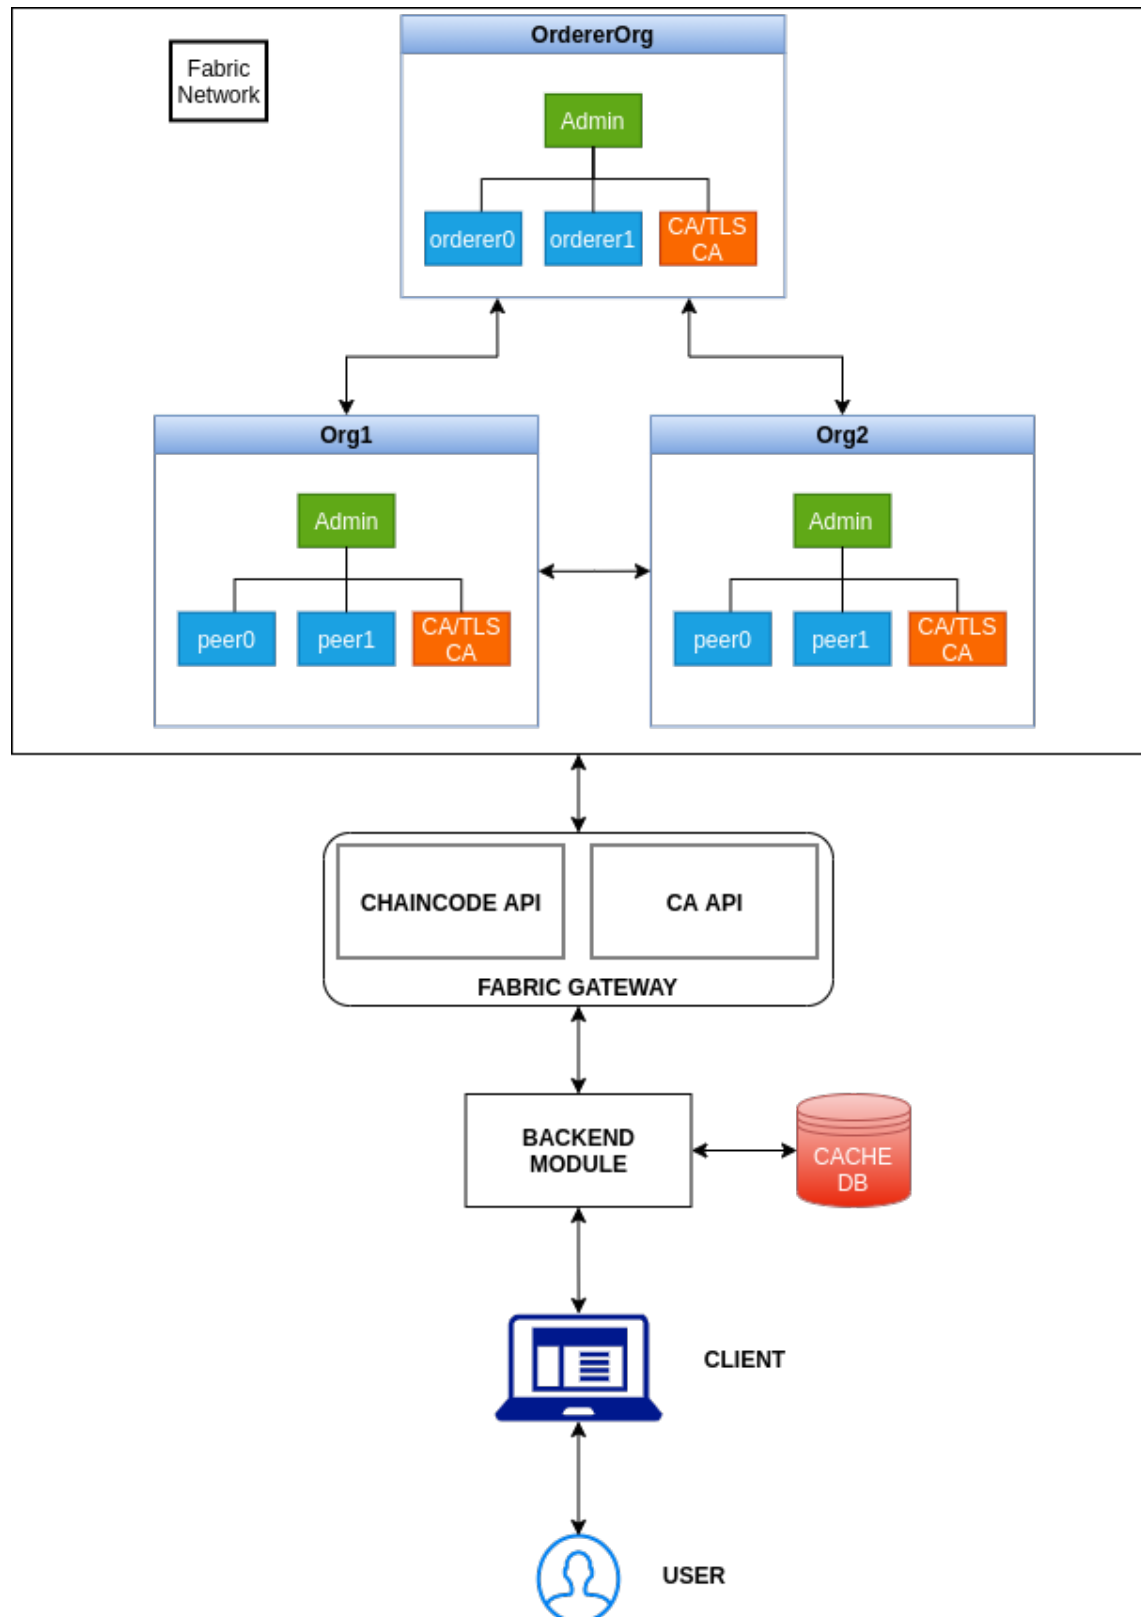 OrdererOrg
Fabric
Network
Admin
orderer0
orderer1
CA/TLS
CA
Org1
Org2
Admin
Admin
peer0
peer1
CA/TLS
CA
peer0
peer1
CA/TLS
CA
CHAINCODE API
CA API
FABRIC GATEWAY
BACKEND
MODULE
CACHE
DB
CLIENT
USER